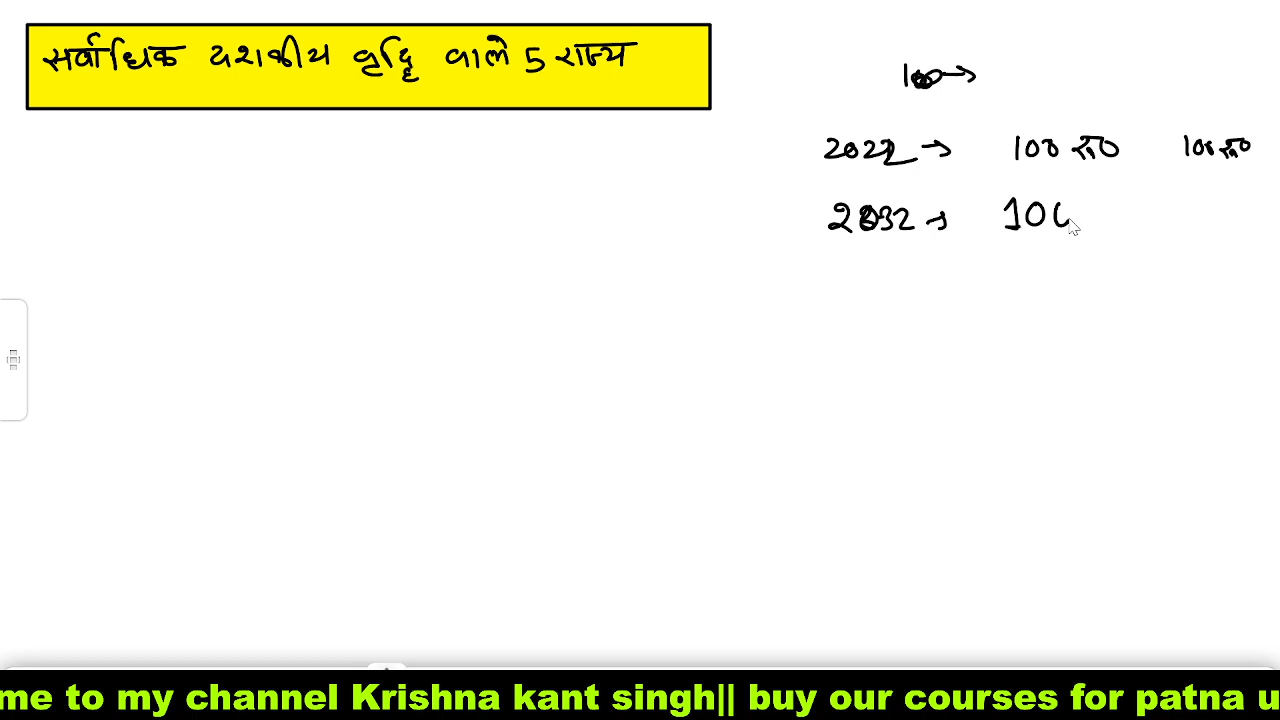 सर्वाधिक दशकीय वृद्धि वाले 5 राज्य
100→
2022→ 100 रु0 100 रु0
2032→ 100
me to my channel Krishna kant singh|| buy our courses for patna u